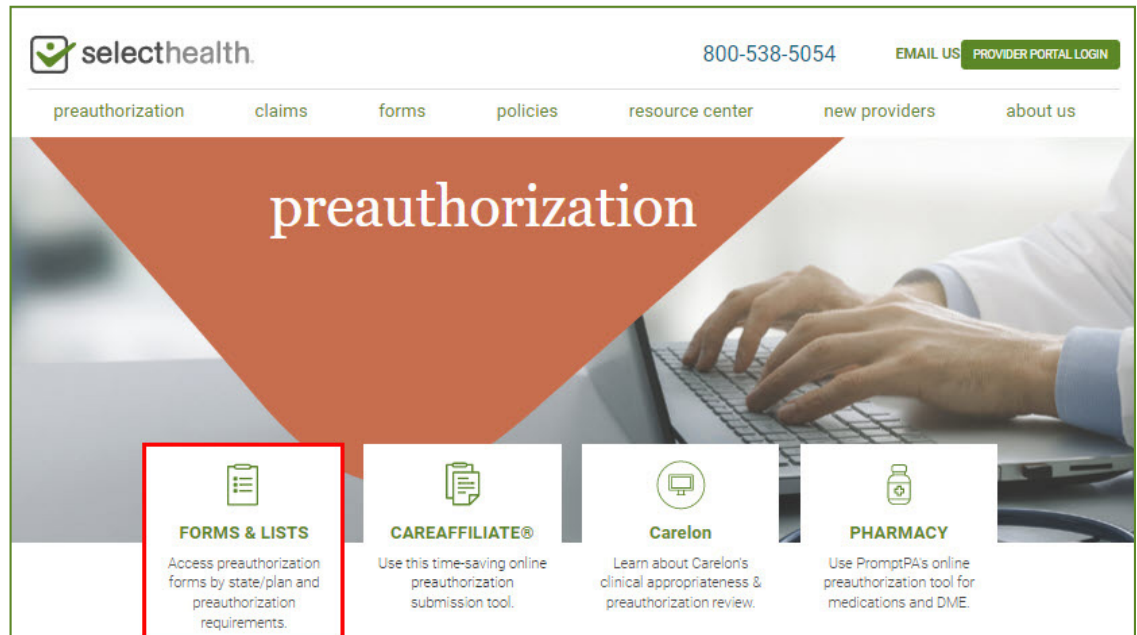 selecthealth.
800-538-5054 EMAIL US PROVIDER PORTAL LOGIN
preauthorization claims forms policies resource center new providers about us
preauthorization
FORMS & LISTS
Access preauthorization
forms by state/plan and
preauthorization
requirements.
CAREAFFILIATE®
Use this time-saving online
preauthorization
submission tool.
Carelon
Learn about Carelon's
clinical appropriateness &
preauthorization review.
PHARMACY
Use PromptPA's online
preauthorization tool for
medications and DME.